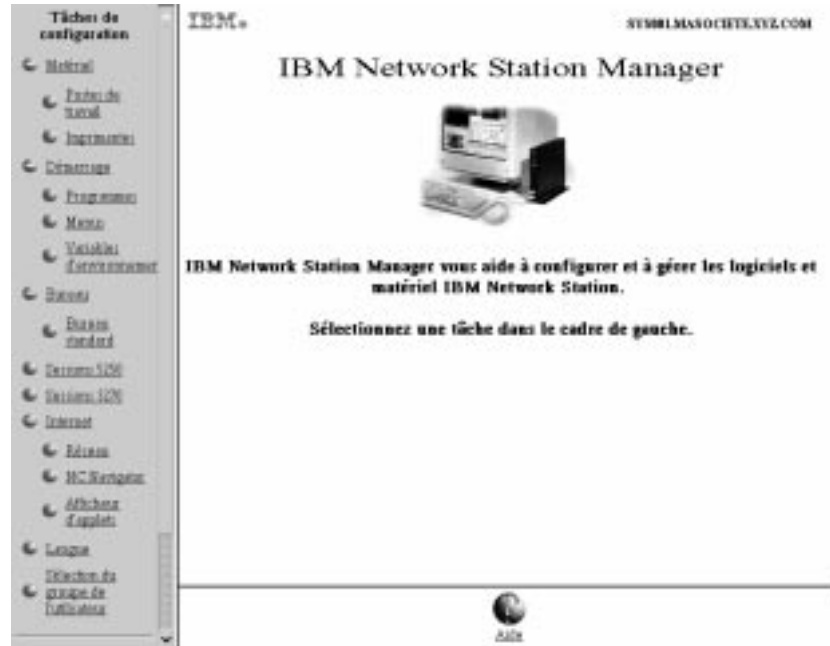 Tâches de
configuration
Matériel
Postes de
travail
Imprimantes
Démarrage
Programmes
Menus
Variables
d'environnement
Bureau
Bureau
standard
Sessions 5250
Sessions 3270
Internet
Réseau
NC Navigator
Afficheur
d'applets
Langue
Sélection du
groupe de
l'utilisateur
IBM®
MASOCIETE.XYZ.COM
IBM Network Station Manager
IBM Network Station Manager vous aide à configurer et à gérer les logiciels et
matériel IBM Network Station.
Sélectionnez une tâche dans le cadre de gauche.
Aide